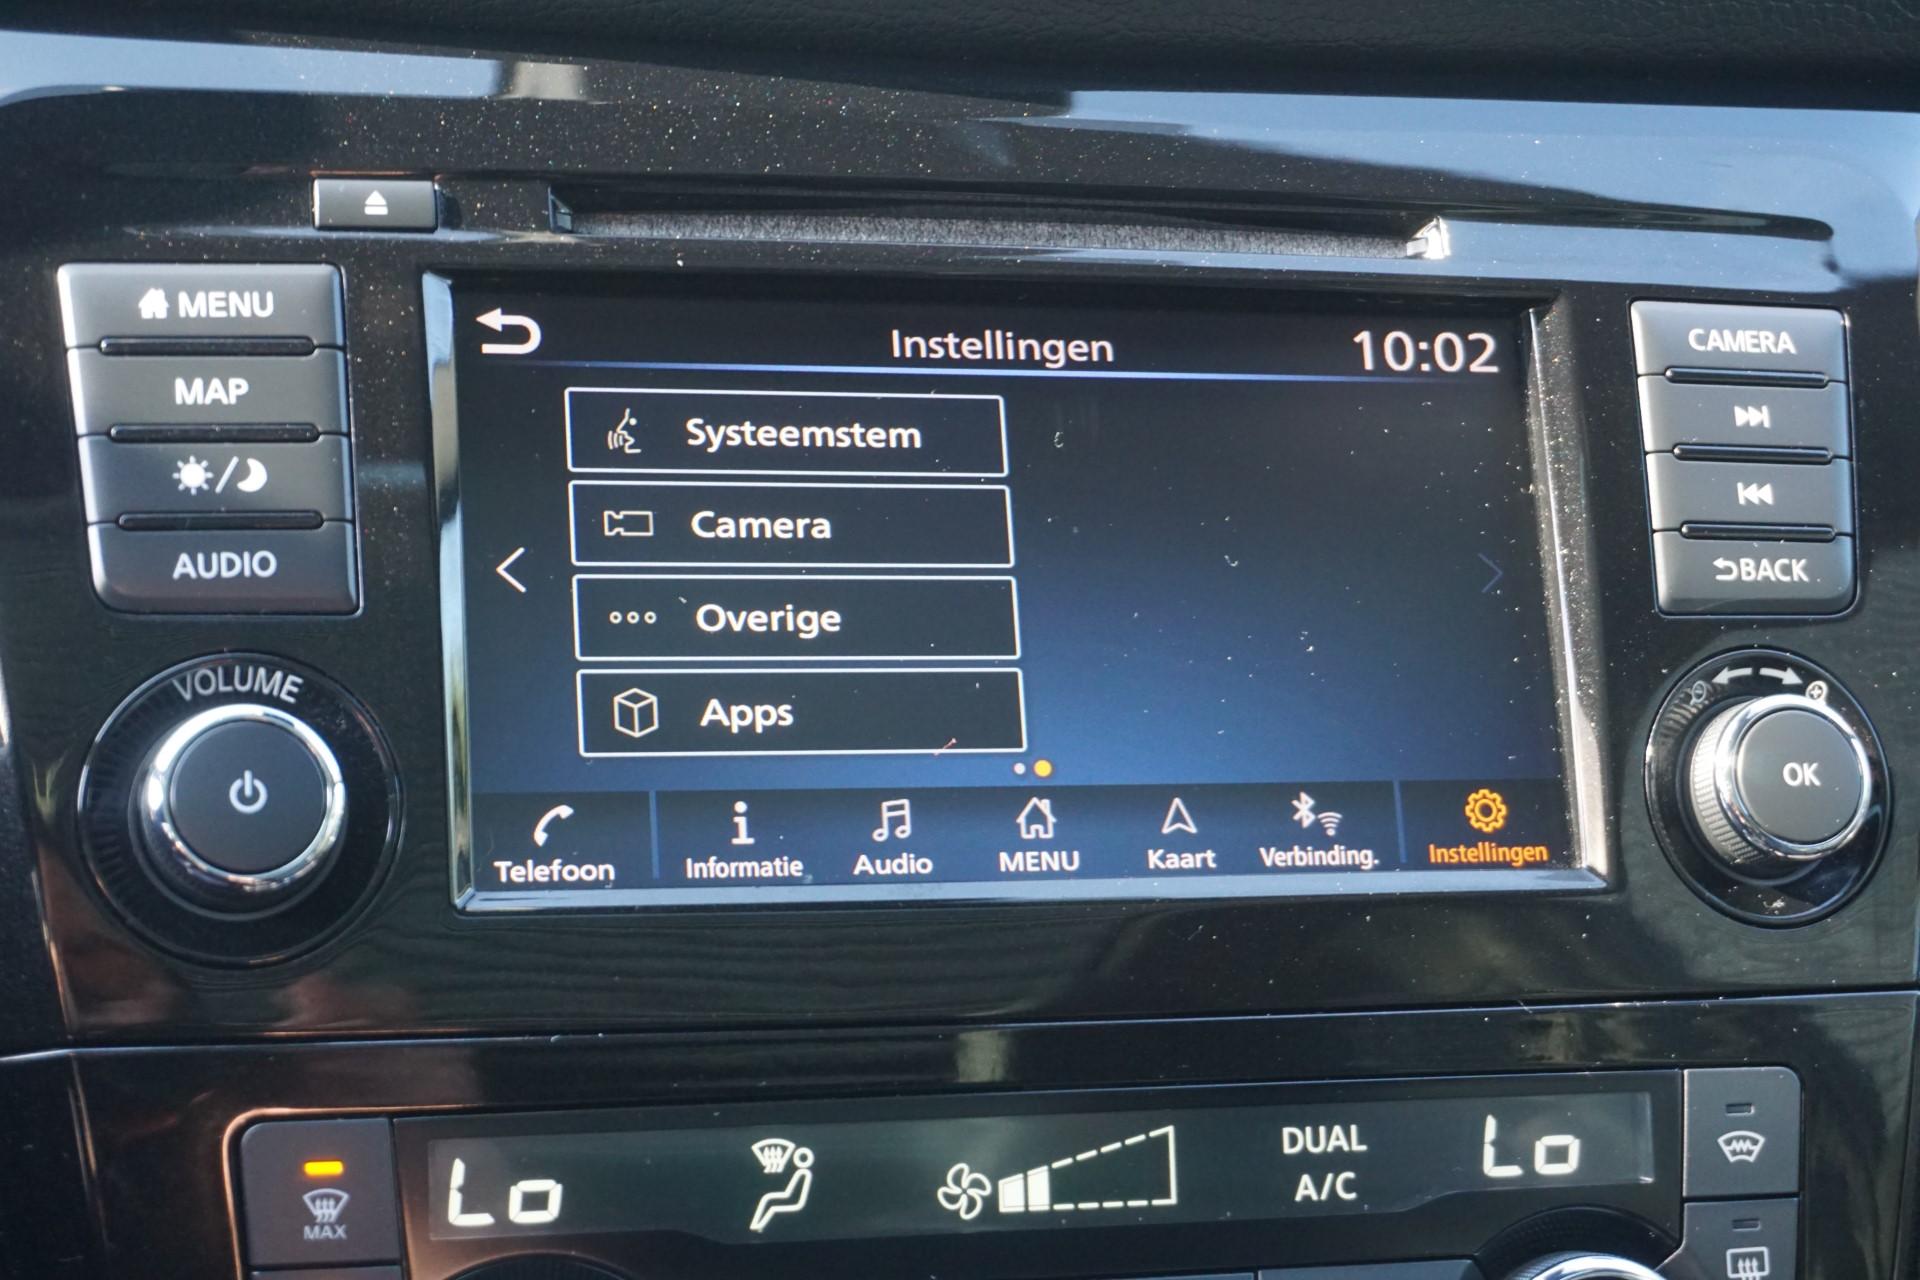 MENU
MAP
AUDIO
VOLUME
Instellingen
10:02
Systeemstem
Camera
Overige
Apps
Telefoon
Informatie
Audio
MENU
Kaart
Verbinding.
Instellingen
CAMERA
BACK
OK
MAX
Lo
DUAL
A/C
Lo